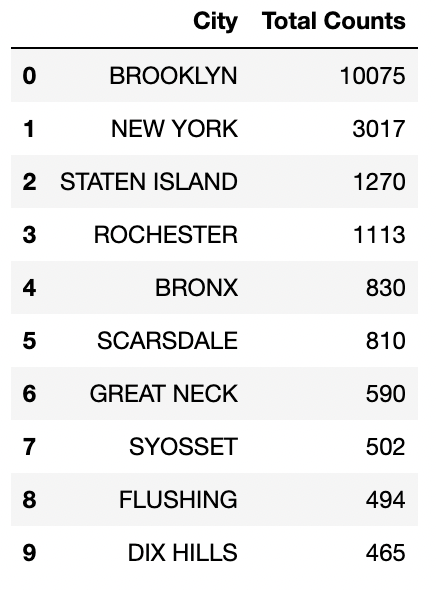 City Total Counts
0 BROOKLYN 10075
1 NEW YORK 3017
2 STATEN ISLAND 1270
3 ROCHESTER 1113
4 BRONX 830
5 SCARSDALE 810
6 GREAT NECK 590
7 SYOSSET 502
8 FLUSHING 494
9 DIX HILLS 465